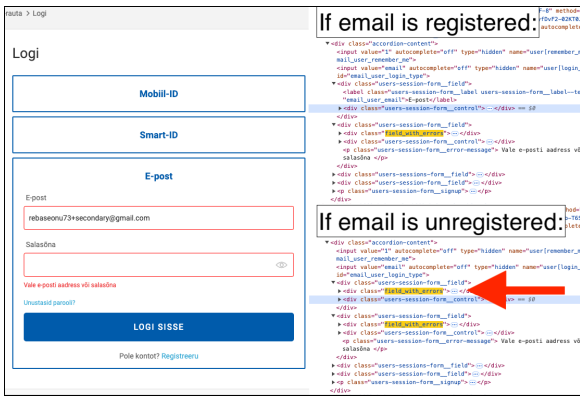 rauta > Logi
Logi
Mobiil-ID
Smart-ID
E-post
E-post
rebaseonu73+secondary@gmail.com
Salasõna
Vale e-posti aadress või salasõna
Unustasid parooli?
LOGI SISSE
Pole kontot? Registreeru
If email is registered:
F-8" method=
autocomplete
▼<div class="accordion-content">
<input value="1" autocomplete="off" type="hidden" name="user[remember_m
mail_user_remember_me">
<input value="email" autocomplete="off" type="hidden" name="user[login_
id="email_user_login_type">
▼<div class="users-session-form__field">
<label class="users-session-form__label users-session-form__label--te
"email_user_email">E-post</label>
▶<div class="users-session-form__control">…</div> == $0
</div>
▼<div class="users-session-form__field">
▶<div class="field_with_errors">…</div>
▶<div class="users-session-form__control">…</div>
<p class="users-session-form__error-message"> Vale e-posti aadress võ
salasõna </p>
</div>
▶<div class="users-session-form__field">…</div>
▶<div class="users-session-form__field">…</div>
▶<p class="users-session-form__signup">…</p>
</div>
If email is unregistered:
▼<div class="accordion-content">
<input value="1" autocomplete="off" type="hidden" name="user[remember_m
mail_user_remember_me">
<input value="email" autocomplete="off" type="hidden" name="user[login_
id="email_user_login_type">
▼<div class="users-session-form__field">
▶<div class="field_with_errors">…</div>
▶<div class="users-session-form__control">…</div> == $0
</div>
▼<div class="users-session-form__field">
▶<div class="field_with_errors">…</div>
▶<div class="users-session-form__control">…</div>
<p class="users-session-form__error-message"> Vale e-posti aadress võ
salasõna </p>
</div>
▶<div class="users-session-form__field">…</div>
▶<div class="users-session-form__field">…</div>
▶<p class="users-session-form__signup">…</p>
</div>